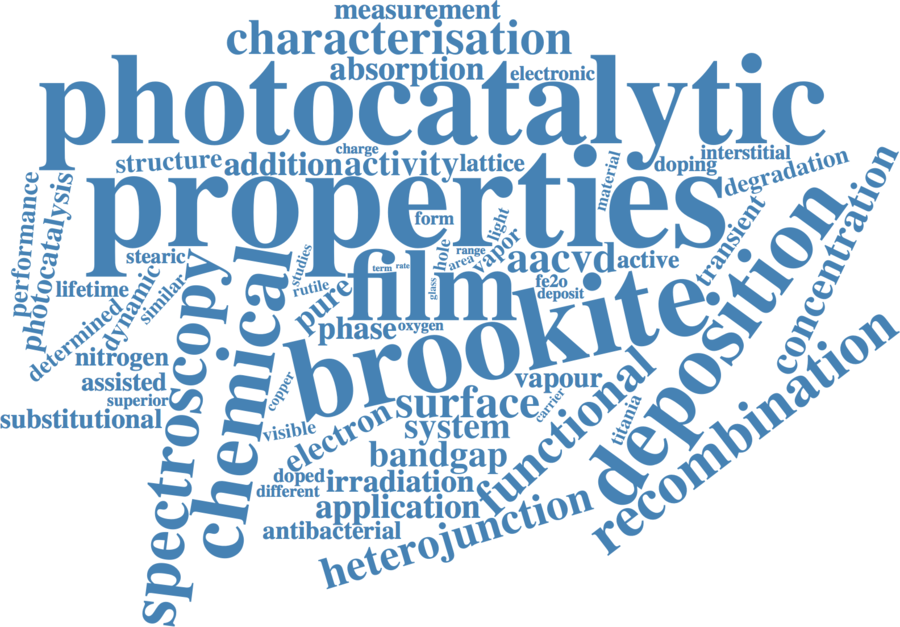 measurement
characterisation
absorption
electronic
photocatalytic
charge
structure
addition
activity
lattice
material
doping
interstitial
degradation
properties
performance
photocatalysis
form
light
hole
range
area
vapor
aacvd
active
transient
concentration
stearic
dynamic
similar
lifetime
determined
spectroscopy
chemical
studies
rutile
pure
term
rate
film
glass
fe2o
deposit
deposition
phase
oxygen
brookite
nitrogen
assisted
superior
substitutional
copper
visible
electron
surface
system
vapour
carrier
functional
titania
recombination
bandgap
doped
different
irradiation
application
antibacterial
heterojunction